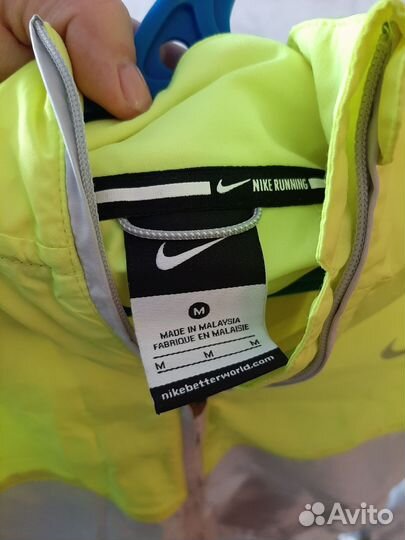 NIKE RUNNING
M
MADE IN MALAYSIA
FABRIQUE EN MALAISIE
M M M
nikebetterworld.com
Avito